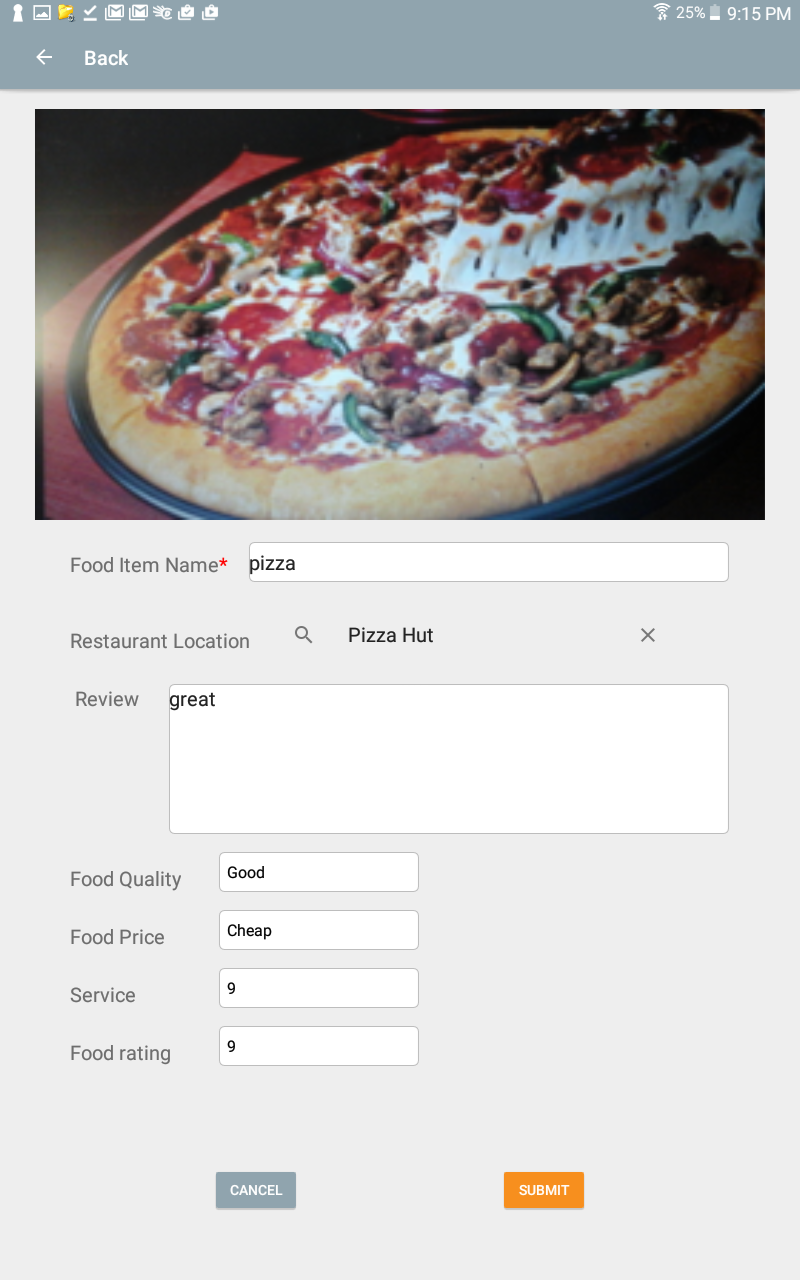 25% 9:15 PM
Back
Food Item Name* pizza
Restaurant Location Pizza Hut
Review great
Food Quality Good
Food Price Cheap
Service 9
Food rating 9
CANCEL SUBMIT